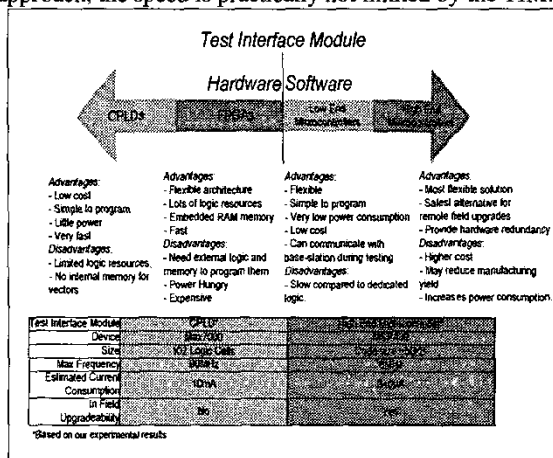 approach, the speed is practically not limited by the
Test Interface Module
Hardware Software
CPLDs FPGAs Low End High End
Microcontrollers
Advantages:
- Low cost
- Simple to program
- Little power
- Very fast
Disadvantages:
- Limited logic resources.
- No internal memory for
vectors
Advantages:
- Flexible architecture
- Lots of logic resources
- Embedded RAM memory
- Fast
Disadvantages:
- Need external logic and
memory to program them
- Power Hungry
- Expensive
Advantages:
- Flexible
- Simple to program
- Very low power consumption
- Low cost
- Can communicate with
base-station during testing
Disadvantages:
- Slow compared to dedicated
logic.
Advantages:
- Most flexible solution
- Safest alternative for
remote field upgrades
- Provide hardware redundancy
Disadvantages:
- Higher cost
- May reduce manufacturing
yield
- Increases power consumption.
Test Interface Module CPLD*
Device Max7000
Size 102 Logic Cells
Max Frequency
Estimated Current
Consumption 10mA
In Field
Upgradeability No Yes
*Based on our experimental results